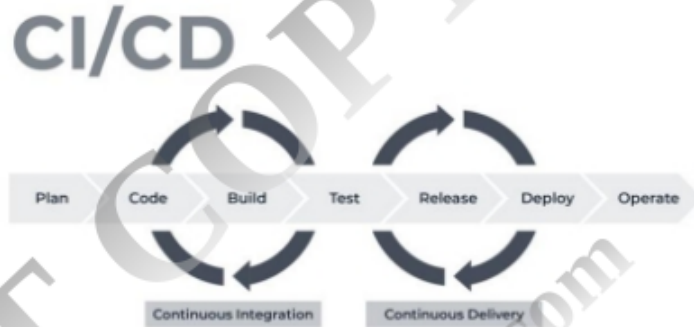 CI/CD
Plan Code Build Test Release Deploy Operate
Continuous Integration Continuous Delivery